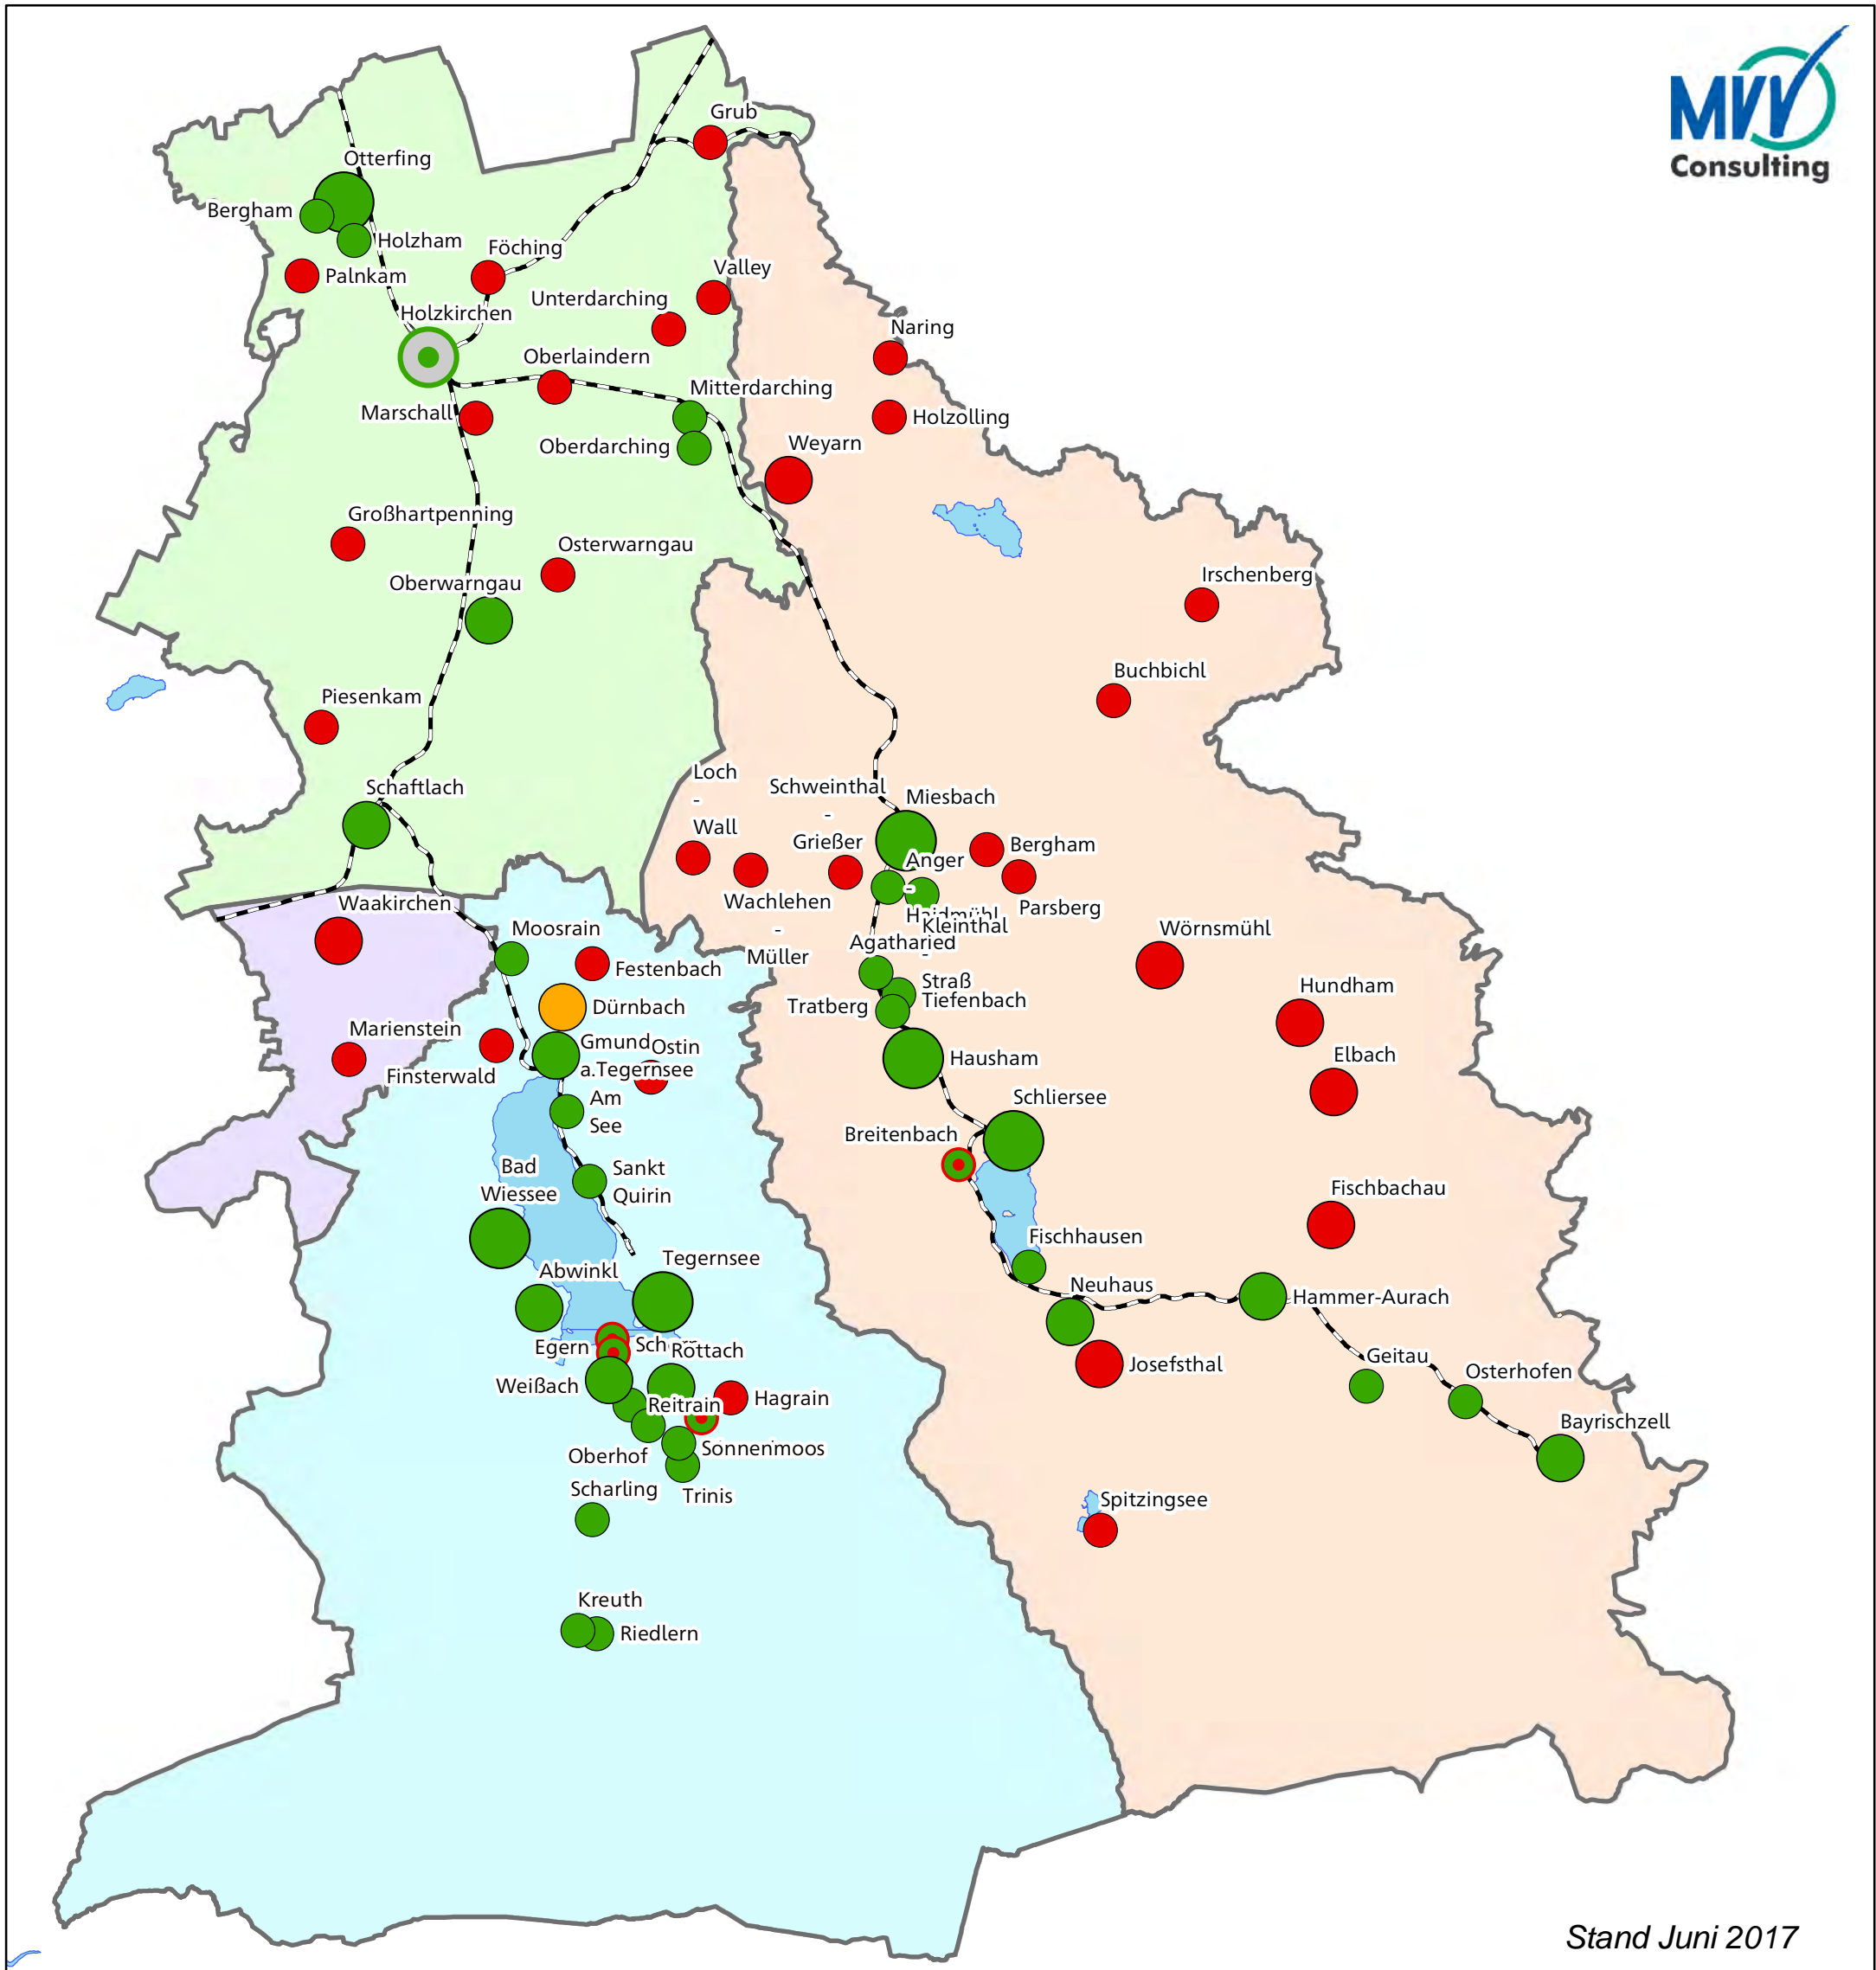 MVV
Consulting
Grub
Otterfing
Bergham
Holzham
Föching
Palnkam
Valley
Unterdarching
Holzkirchen
Naring
Oberlaindern
Mitterdarching
Marschall
Holzolling
Oberdarching
Weyarn
Großhartpenning
Osterwarngau
Oberwarngau
Irschenberg
Buchbichl
Piesenkam
Loch
-
Wall
Schaftlach
Schweinthal
-
Grießer
Miesbach
Bergham
Anger
-
Haidmühl
Wachlehen
-
Müller
Parsberg
Kleinthal
-
Straß
Waakirchen
Moosrain
Agatharied
Wörnsmühl
Festenbach
Hundham
Tiefenbach
Tratberg
Dürnbach
Marienstein
Gmund
a.Tegernsee
Ostin
Finsterwald
Hausham
Elbach
Am
See
Schliersee
Breitenbach
Sankt
Quirin
Bad
Wiessee
Fischbachau
Fischhausen
Tegernsee
Abwinkl
Neuhaus
Hammer-Aurach
Egern
Rottach
Josefsthal
Geitau
Osterhofen
Weißach
Hagrain
Reitrain
Bayrischzell
Sonnenmoos
Oberhof
Trinis
Scharling
Spitzingsee
Kreuth
Riedlern
Stand Juni 2017